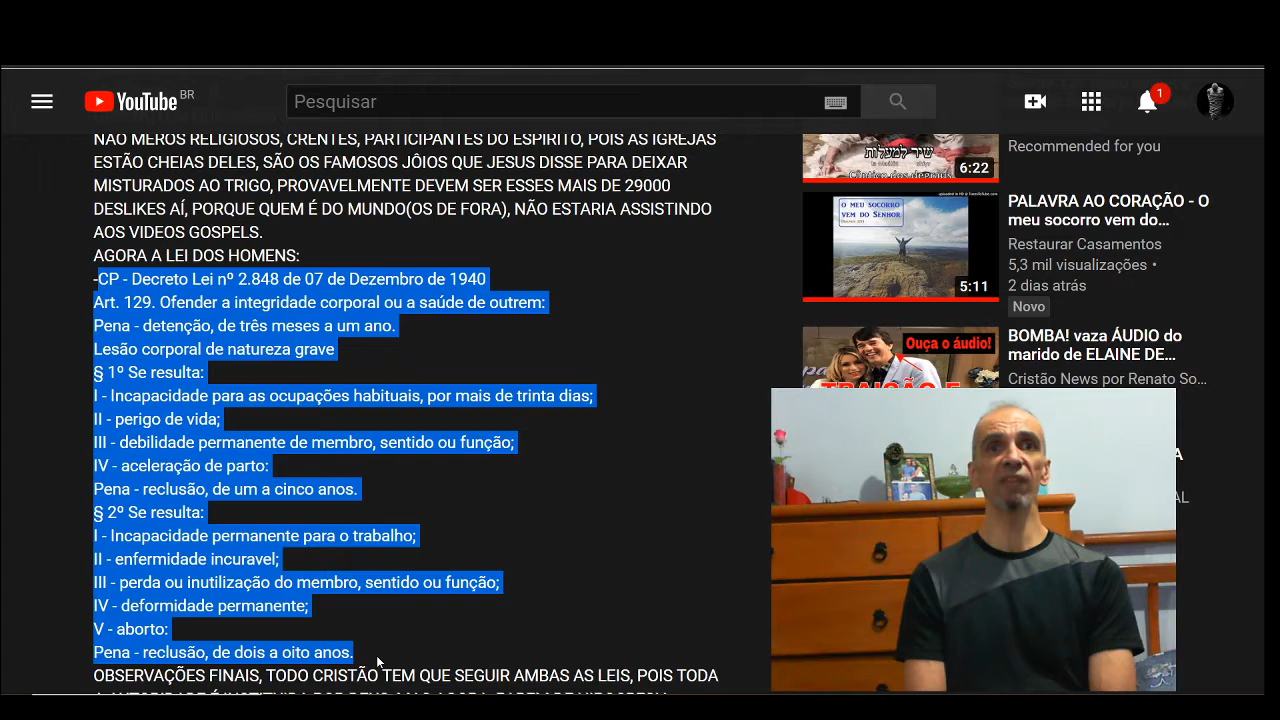 YouTube BR
Pesquisar
1
NÃO MEROS RELIGIOSOS, CRENTES, PARTICIPANTES DO ESPIRITO, POIS AS IGREJAS
ESTÃO CHEIAS DELES, SÃO OS FAMOSOS JÔIOS QUE JESUS DISSE PARA DEIXAR
MISTURADOS AO TRIGO, PROVAVELMENTE DEVEM SER ESSES MAIS DE 29000
DESLIKES AÍ, PORQUE QUEM É DO MUNDO(OS DE FORA), NÃO ESTARIA ASSISTINDO
AOS VIDEOS GOSPELS.
AGORA A LEI DOS HOMENS:
-CP - Decreto Lei nº 2.848 de 07 de Dezembro de 1940
Art. 129. Ofender a integridade corporal ou a saúde de outrem:
Pena - detenção, de três meses a um ano.
Lesão corporal de natureza grave
§ 1º Se resulta:
I - Incapacidade para as ocupações habituais, por mais de trinta dias;
II - perigo de vida;
III - debilidade permanente de membro, sentido ou função;
IV - aceleração de parto:
Pena - reclusão, de um a cinco anos.
§ 2º Se resulta:
I - Incapacidade permanente para o trabalho;
II - enfermidade incuravel;
III - perda ou inutilização do membro, sentido ou função;
IV - deformidade permanente;
V - aborto:
Pena - reclusão, de dois a oito anos.
OBSERVAÇÕES FINAIS, TODO CRISTÃO TEM QUE SEGUIR AMBAS AS LEIS, POIS TODA
שיר למעלות
Cântico dos degraus
6:22
Recommended for you
O MEU SOCORRO
VEM DO SENHOR
5:11
PALAVRA AO CORAÇÃO - O
meu socorro vem do...
Restaurar Casamentos
5,3 mil visualizações •
2 dias atrás
Novo
Ouça o áudio!
TRAIÇÃO E
BOMBA! vaza ÁUDIO do
marido de ELAINE DE...
Cristão News por Renato So...